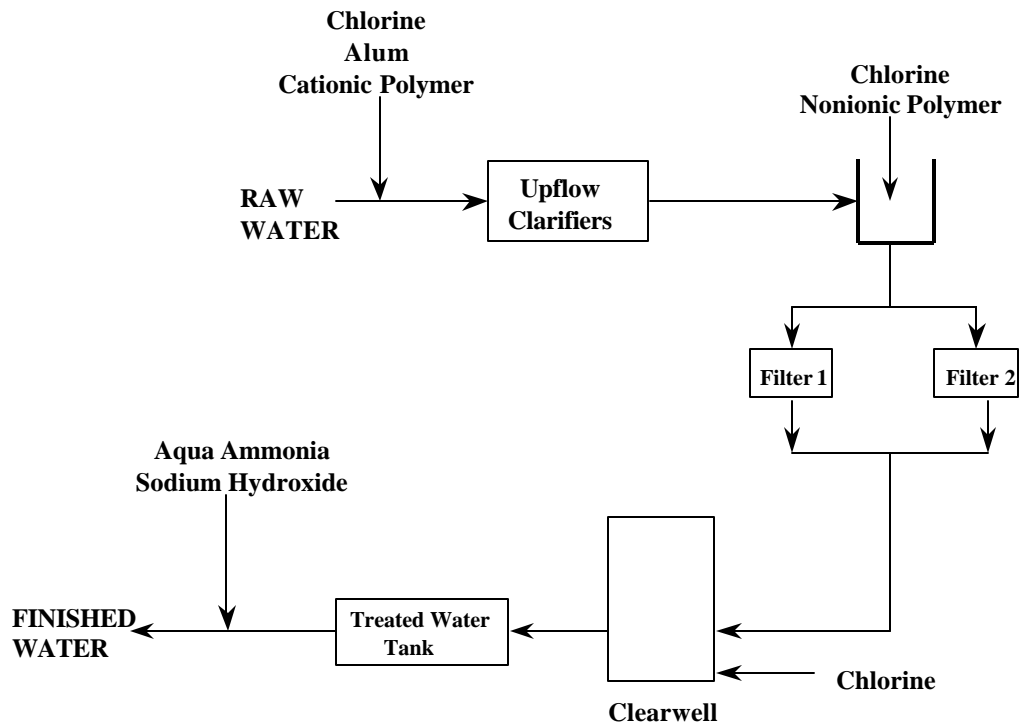 Chlorine
Alum
Cationic Polymer
Chlorine
Nonionic Polymer
RAW
WATER
Upflow
Clarifiers
Filter 1
Filter 2
Aqua Ammonia
Sodium Hydroxide
FINISHED
WATER
Treated Water
Tank
Chlorine
Clearwell